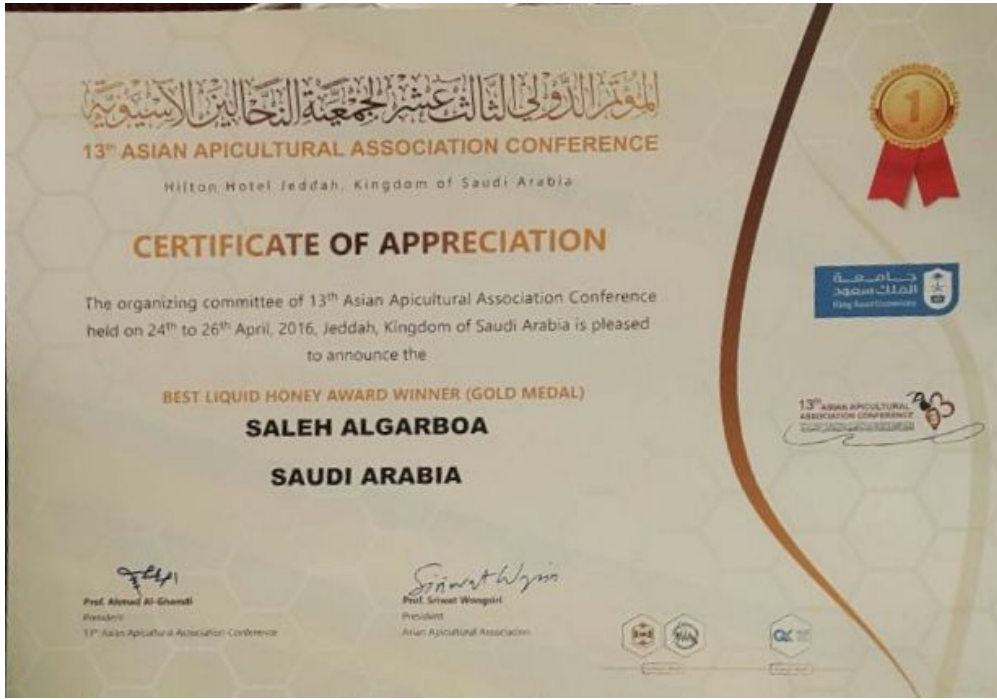 المؤتمر الدولي الثالث عشر لجمعية النحالين الآسيوية
13th ASIAN APICULTURAL ASSOCIATION CONFERENCE
Hilton Hotel Jeddah, Kingdom of Saudi Arabia
CERTIFICATE OF APPRECIATION
The organizing committee of 13th Asian Apicultural Association Conference
held on 24th to 26th April, 2016, Jeddah, Kingdom of Saudi Arabia is pleased
to announce the
BEST LIQUID HONEY AWARD WINNER (GOLD MEDAL)
SALEH ALGARBOA
SAUDI ARABIA
Prof. Ahmad Al-Ghamdi
President
13th Asian Apicultural Association Conference
Prof. Siriwat Wongsiri
President
Asian Apicultural Association
1
جامعة
الملك سعود
King Saud University
13th ASIAN APICULTURAL
ASSOCIATION CONFERENCE